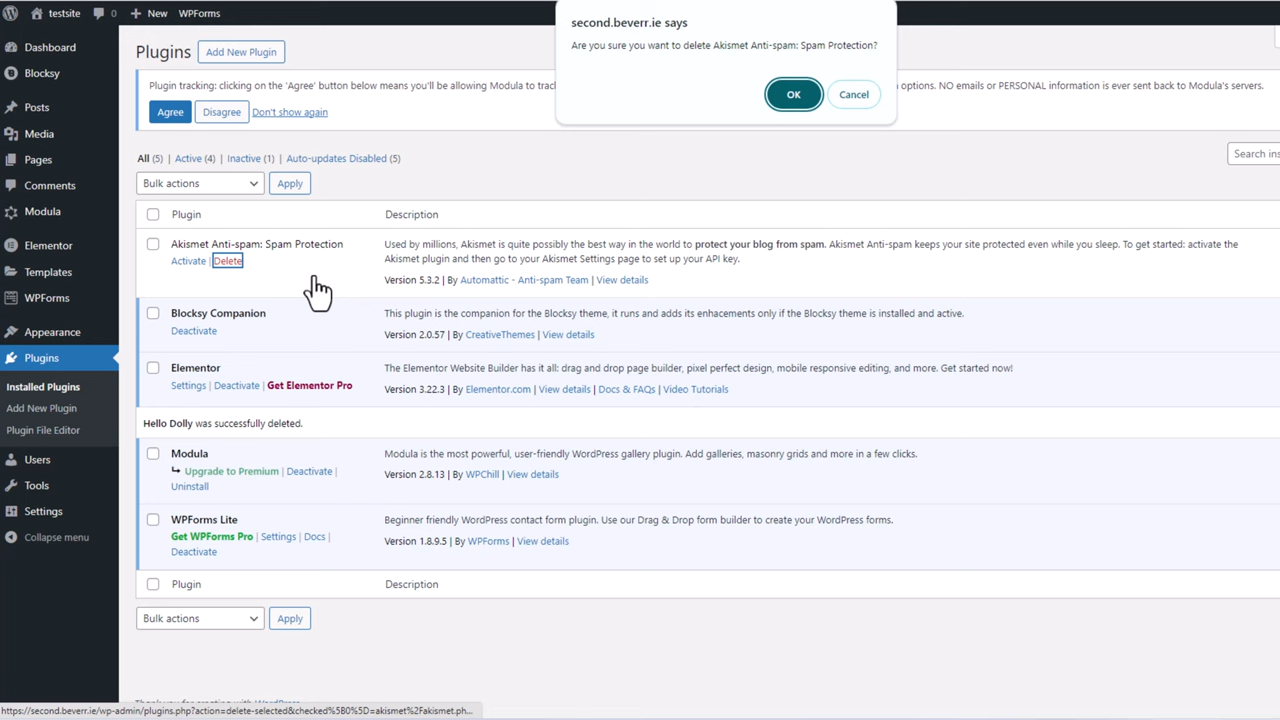 testsite 0 New WPForms
second.beverr.ie says
Are you sure you want to delete Akismet Anti-spam: Spam Protection?
OK Cancel
Dashboard
Blocksy
Posts
Media
Pages
Comments
Modula
Elementor
Templates
WPForms
Appearance
Plugins
Installed Plugins
Add New Plugin
Plugin File Editor
Users
Tools
Settings
Collapse menu
Plugins Add New Plugin
Plugin tracking: clicking on the 'Agree' button below means you'll be allowing Modula to options. NO emails or PERSONAL information is ever sent back to Modula's servers.
Agree Disagree Don't show again
All (5) | Active (4) | Inactive (1) | Auto-updates Disabled (5)
Search
Bulk actions Apply
Plugin Description
Akismet Anti-spam: Spam Protection
Activate | Delete
Used by millions, Akismet is quite possibly the best way in the world to protect your blog from spam. Akismet Anti-spam keeps your site protected even while you sleep. To get started: activate the
Akismet plugin and then go to your Akismet Settings page to set up your API key.
Version 5.3.2 | By Automattic - Anti-spam Team | View details
Blocksy Companion
Deactivate
This plugin is the companion for the Blocksy theme, it runs and adds its enhacements only if the Blocksy theme is installed and active.
Version 2.0.57 | By CreativeThemes | View details
Elementor
Settings | Deactivate | Get Elementor Pro
The Elementor Website Builder has it all: drag and drop page builder, pixel perfect design, mobile responsive editing, and more. Get started now!
Version 3.22.3 | By Elementor.com | View details | Docs & FAQs | Video Tutorials
Hello Dolly was successfully deleted.
Modula
Upgrade to Premium | Deactivate |
Uninstall
Modula is the most powerful, user-friendly WordPress gallery plugin. Add galleries, masonry grids and more in a few clicks.
Version 2.8.13 | By WPChill | View details
WPForms Lite
Get WPForms Pro | Settings | Docs |
Deactivate
Beginner friendly WordPress contact form plugin. Use our Drag & Drop form builder to create your WordPress forms.
Version 1.8.9.5 | By WPForms | View details
Plugin Description
Bulk actions Apply
Thank you for creating with WordPress
https://second.beverr.ie/wp-admin/plugins.php?action=delete-selected&checked%5B0%5D=akismet%2Fakismet.ph...